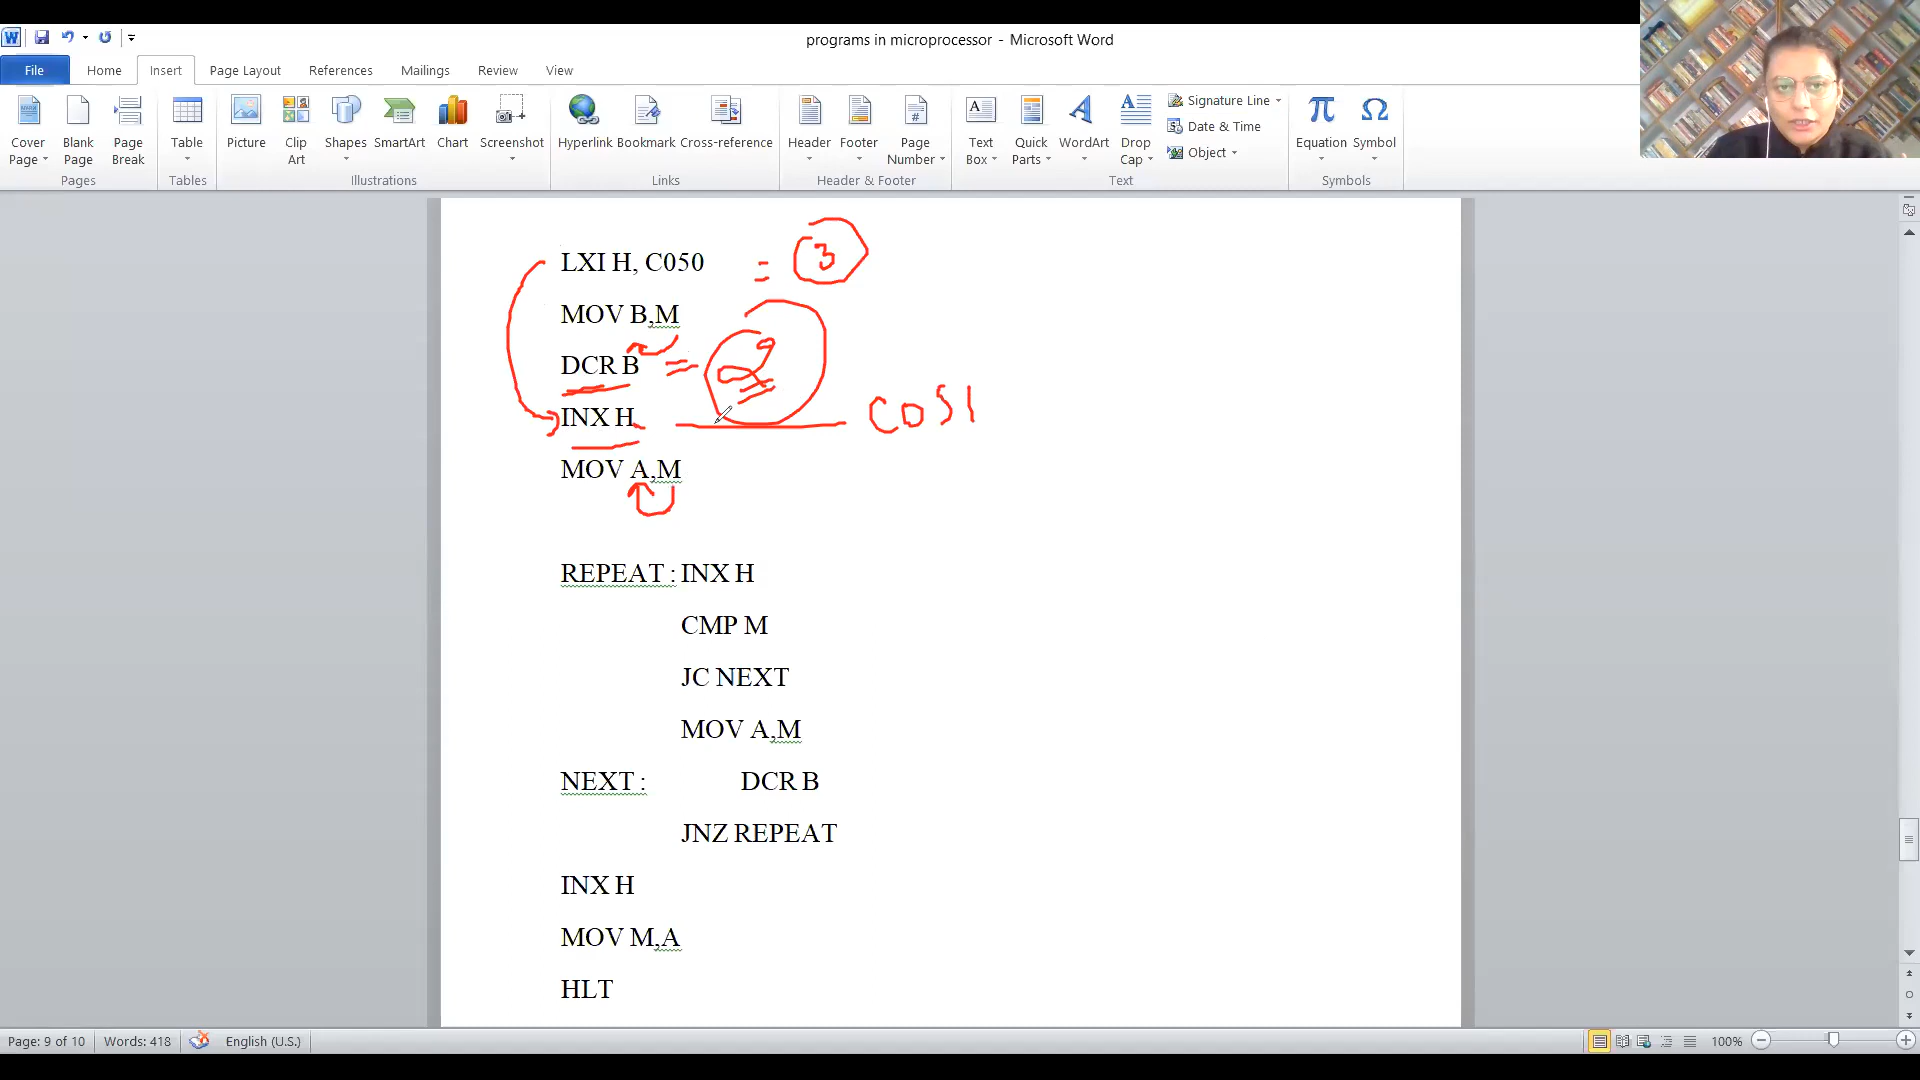 programs in microprocessor - Microsoft Word
File Home Insert Page Layout References Mailings Review View
Cover Page Blank Page Page Break Table Picture Clip Art Shapes SmartArt Chart Screenshot Hyperlink Bookmark Cross-reference Header Footer Page Number Text Box Quick Parts WordArt Drop Cap Signature Line Date & Time Object Equation Symbol
Pages Tables Illustrations Links Header & Footer Text Symbols
LXI H, C050 = 3
MOV B,M
DCR B = 2
INX H C051
MOV A,M
REPEAT : INX H
CMP M
JC NEXT
MOV A,M
NEXT : DCR B
JNZ REPEAT
INX H
MOV M,A
HLT
Page: 9 of 10 Words: 418 English (U.S.) 100%